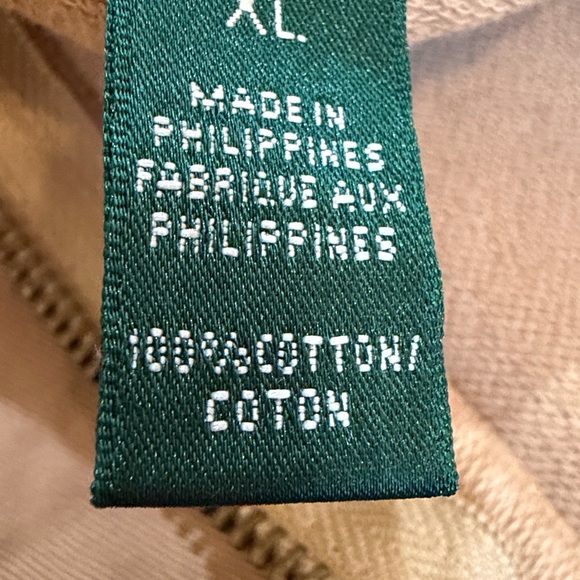 XL
MADE IN
PHILIPPINES
FABRIQUE AUX
PHILIPPINES
100% COTTON/
COTON